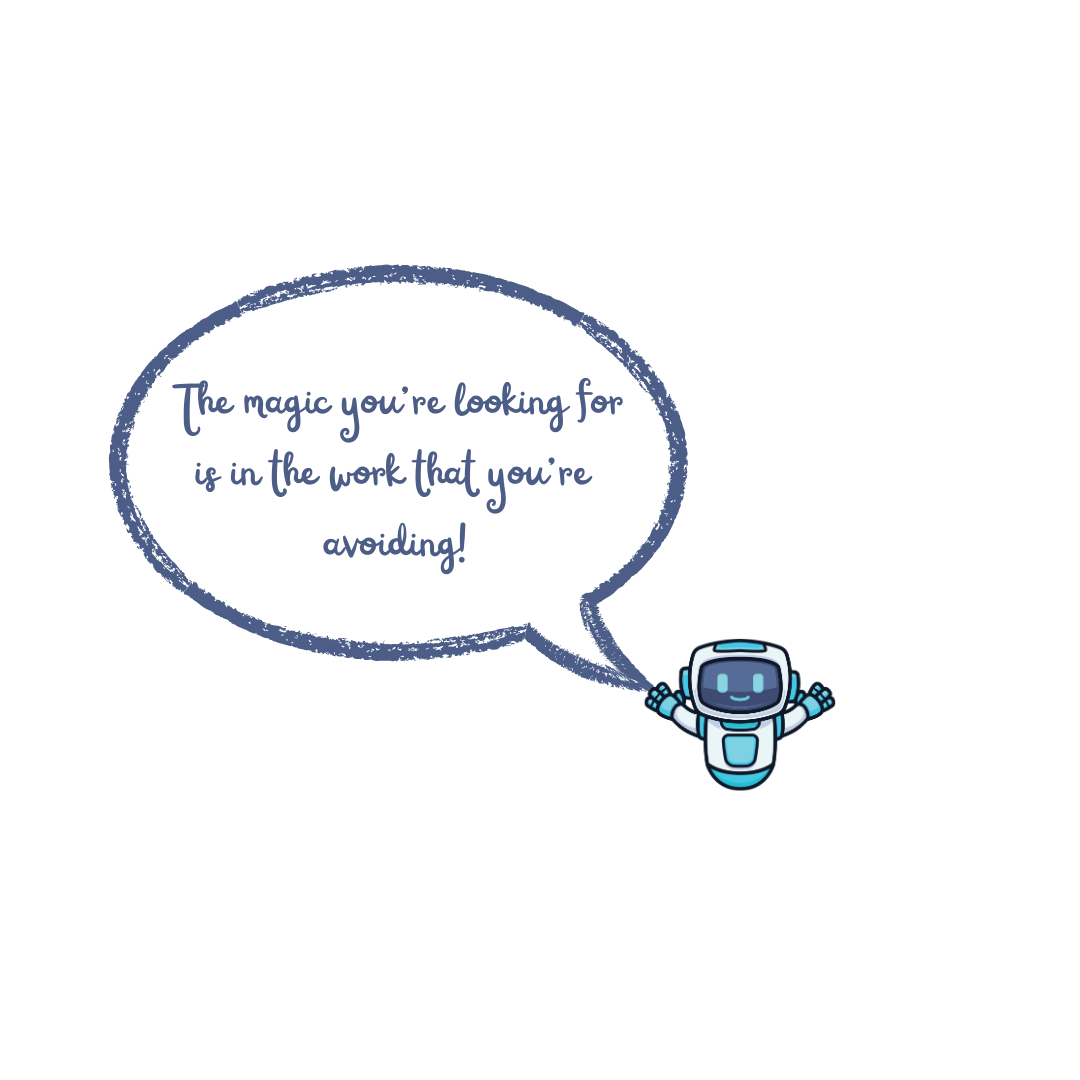 The magic you're looking for
is in the work that you're
avoiding!